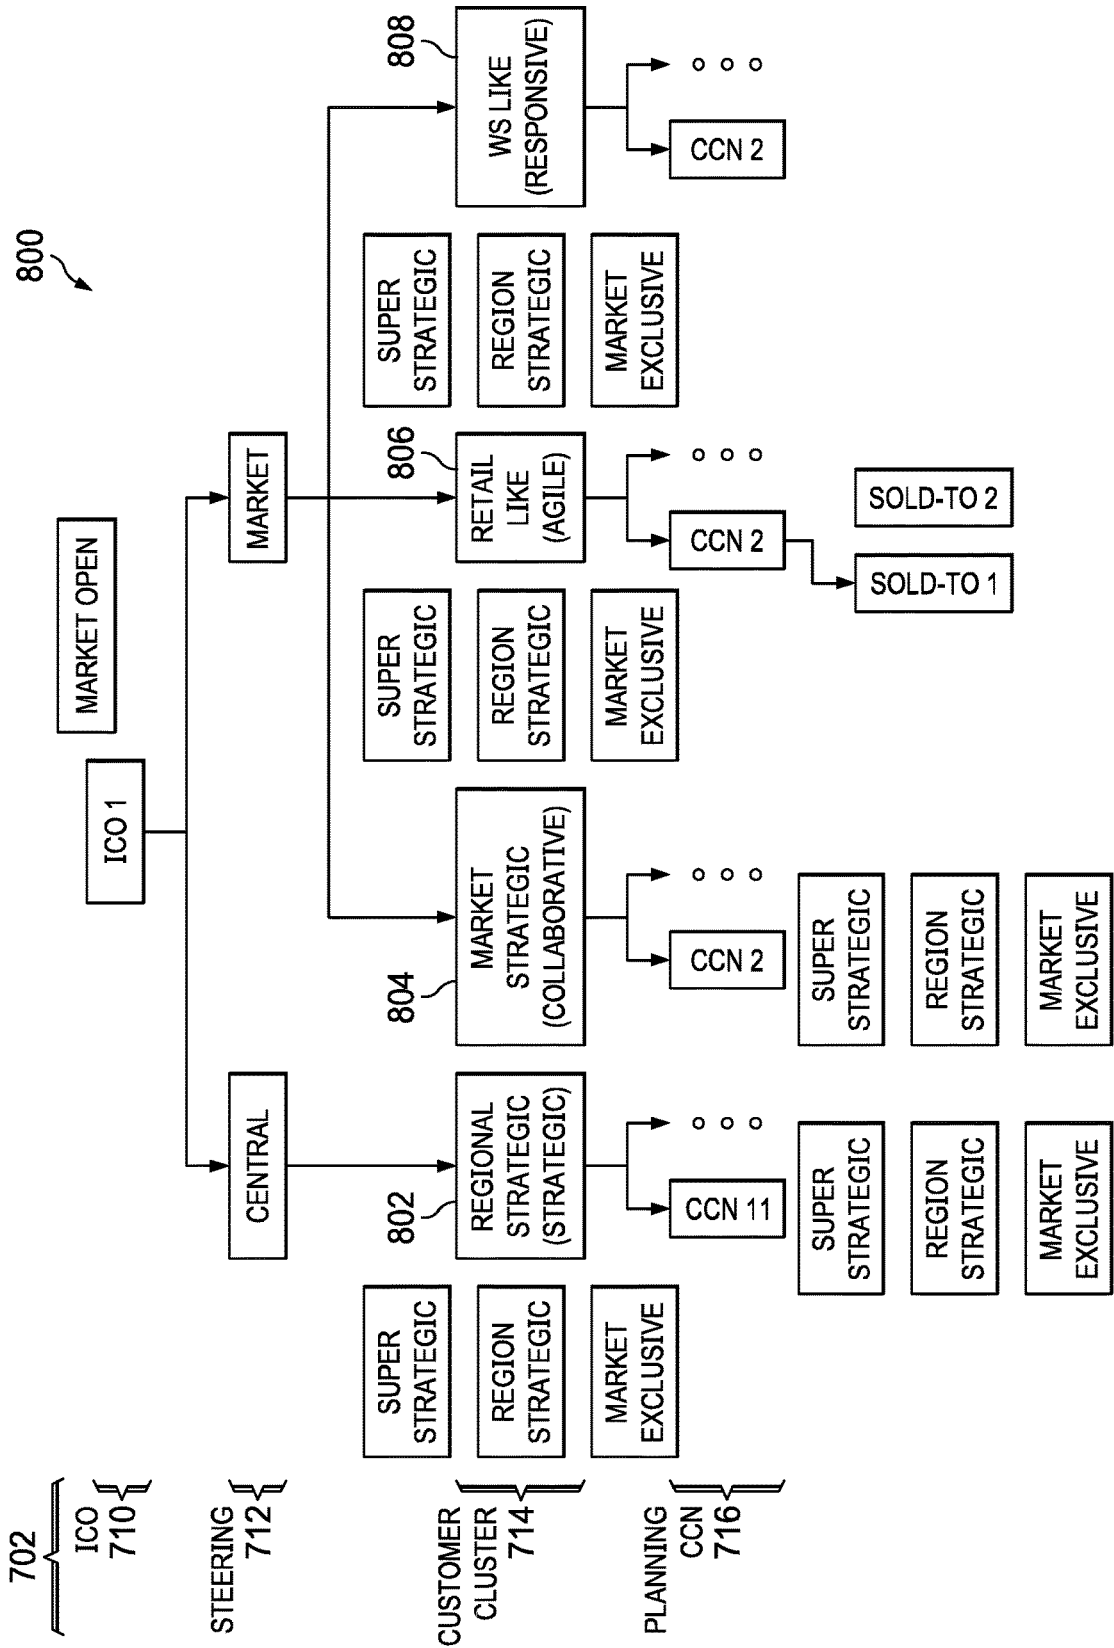 800
702
ICO
710
MARKET OPEN
ICO 1
STEERING
712
CENTRAL
MARKET
CUSTOMER
CLUSTER
714
SUPER
STRATEGIC
REGION
STRATEGIC
MARKET
EXCLUSIVE
802
REGIONAL
STRATEGIC
(STRATEGIC)
804
MARKET
STRATEGIC
(COLLABORATIVE)
SUPER
STRATEGIC
REGION
STRATEGIC
MARKET
EXCLUSIVE
806
RETAIL
LIKE
(AGILE)
SUPER
STRATEGIC
REGION
STRATEGIC
MARKET
EXCLUSIVE
808
WS LIKE
(RESPONSIVE)
PLANNING
CCN
716
CCN 11
CCN 2
CCN 2
CCN 2
SUPER
STRATEGIC
REGION
STRATEGIC
MARKET
EXCLUSIVE
SUPER
STRATEGIC
REGION
STRATEGIC
MARKET
EXCLUSIVE
SOLD-TO 1
SOLD-TO 2